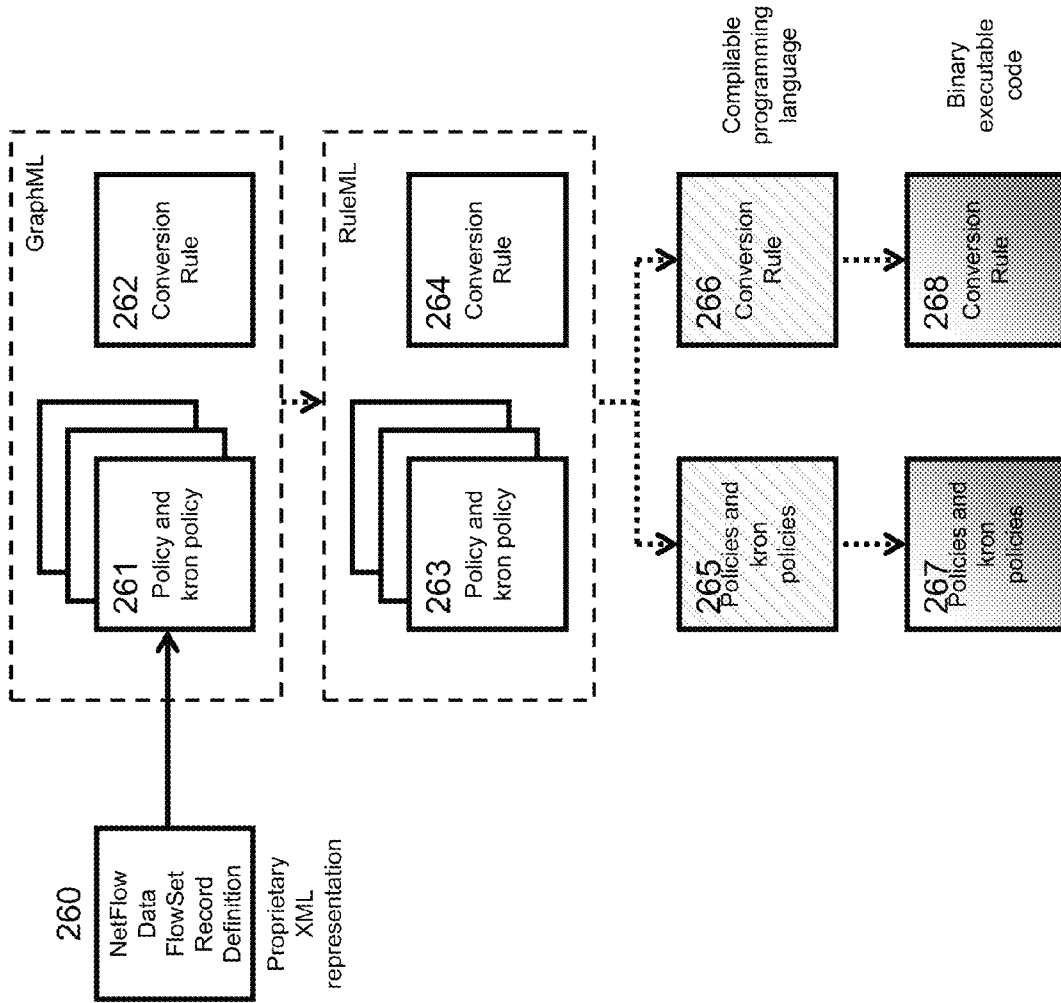 260
NetFlow
Data
FlowSet
Record
Definition
Proprietary
XML
representation
GraphML
261
Policy and
kron policy
262
Conversion
Rule
RuleML
263
Policy and
kron policy
264
Conversion
Rule
265
Policies and
kron
policies
266
Conversion
Rule
Compilable
programming
language
267
Policies and
kron
policies
268
Conversion
Rule
Binary
executable
code